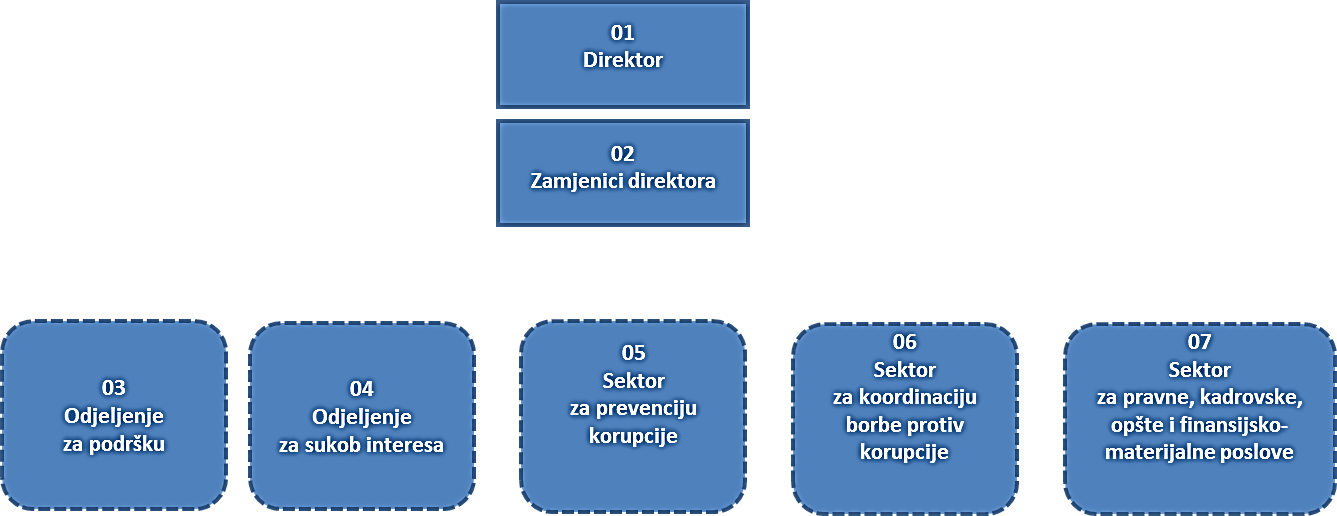 01
Direktor
02
Zamjenici direktora
03
Odjeljenje
za podršku
04
Odjeljenje
za sukob interesa
05
Sektor
za prevenciju
korupcije
06
Sektor
za koordinaciju
borbe protiv
korupcije
07
Sektor
za pravne, kadrovske,
opšte i finansijsko-
materijalne poslove